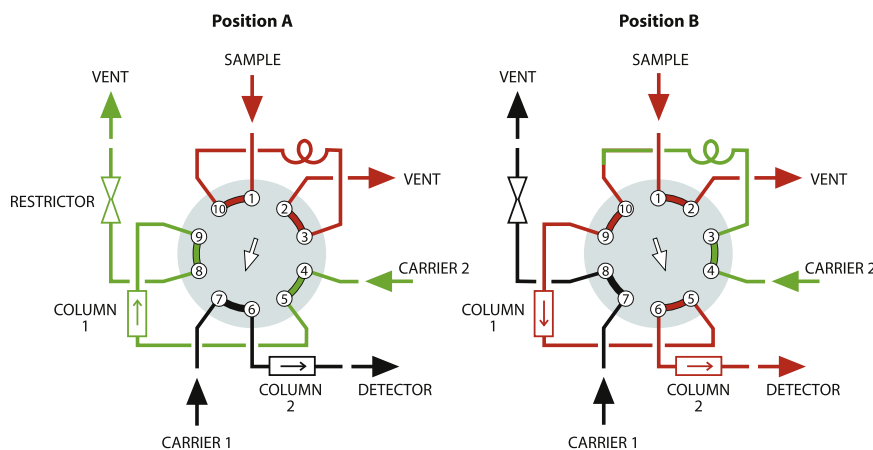 Position A
SAMPLE
VENT
VENT
RESTRICTOR
10
1
2
3
9
8
4
5
7
6
CARRIER 2
COLUMN
1
COLUMN
2
DETECTOR
CARRIER 1
Position B
SAMPLE
VENT
VENT
10
1
2
9
3
8
4
7
6
5
CARRIER 2
COLUMN
1
COLUMN
2
DETECTOR
CARRIER 1